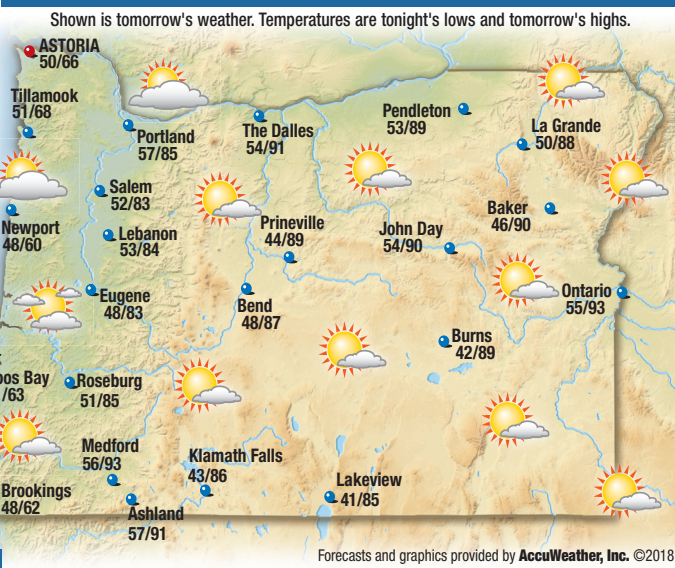 Shown is tomorrow's weather. Temperatures are tonight's lows and tomorrow's highs.
ASTORIA
50/66
Tillamook
51/68
Portland
57/85
The Dalles
54/91
Pendleton
53/89
La Grande
50/88
Salem
52/83
Newport
48/60
Lebanon
53/84
Prineville
44/89
John Day
54/90
Baker
46/90
Eugene
48/83
Bend
48/87
Ontario
55/93
Burns
42/89
oos Bay
/63
Roseburg
51/85
Medford
56/93
Klamath Falls
43/86
Lakeview
41/85
Brookings
48/62
Ashland
57/91
Forecasts and graphics provided by AccuWeather, Inc. ©2018